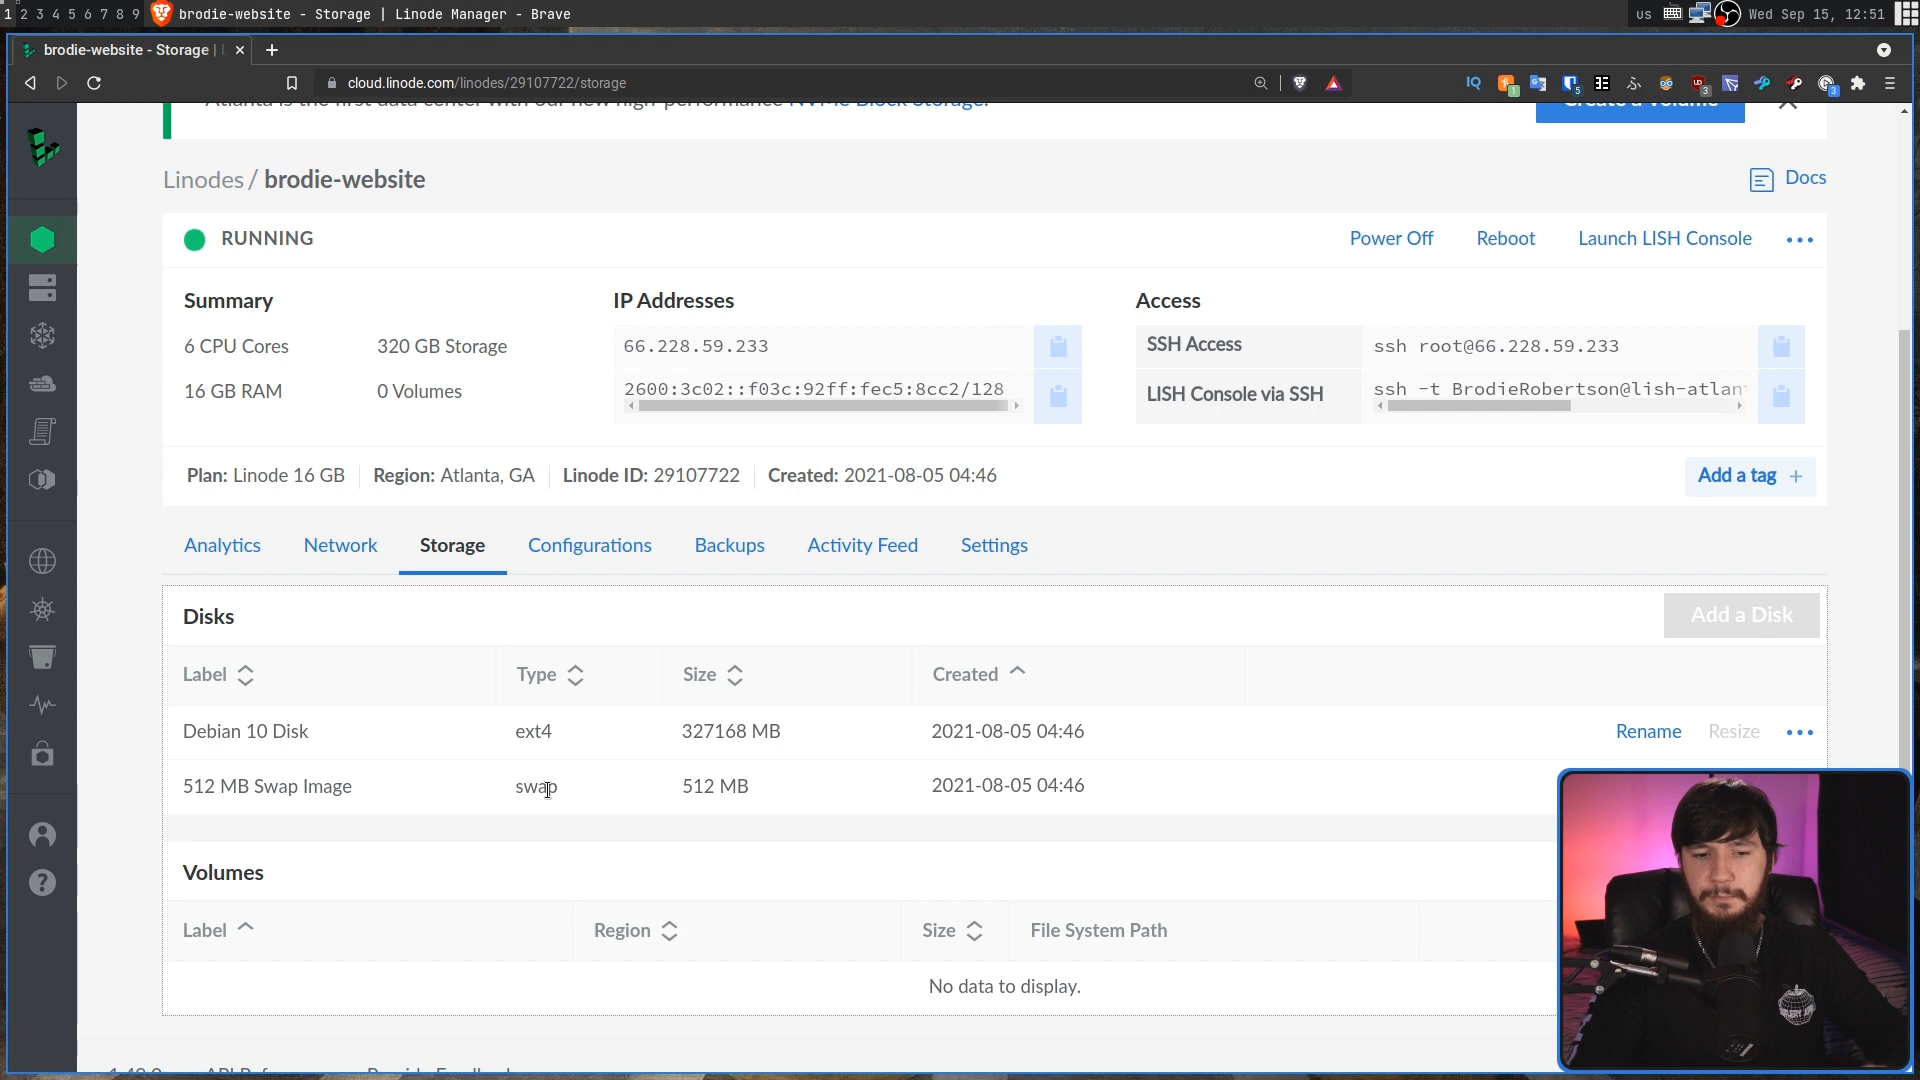 1 2 3 4 5 6 7 8 9 brodie-website - Storage | Linode Manager - Brave us Wed Sep 15, 12:51
brodie-website - Storage |
cloud.linode.com/linodes/29107722/storage
Atlanta is the first data center with our new high-performance NVMe Block Storage.
Create a Volume
Linodes / brodie-website
Docs
RUNNING
Power Off Reboot Launch LISH Console
Summary
6 CPU Cores 320 GB Storage
16 GB RAM 0 Volumes
IP Addresses
66.228.59.233
2600:3c02::f03c:92ff:fec5:8cc2/128
Access
SSH Access ssh root@66.228.59.233
LISH Console via SSH ssh -t BrodieRobertson@lish-atlan
Plan: Linode 16 GB Region: Atlanta, GA Linode ID: 29107722 Created: 2021-08-05 04:46
Add a tag +
Analytics Network Storage Configurations Backups Activity Feed Settings
Disks
Add a Disk
Label Type Size Created
Debian 10 Disk ext4 327168 MB 2021-08-05 04:46 Rename Resize
512 MB Swap Image swap 512 MB 2021-08-05 04:46
Volumes
Label Region Size File System Path
No data to display.